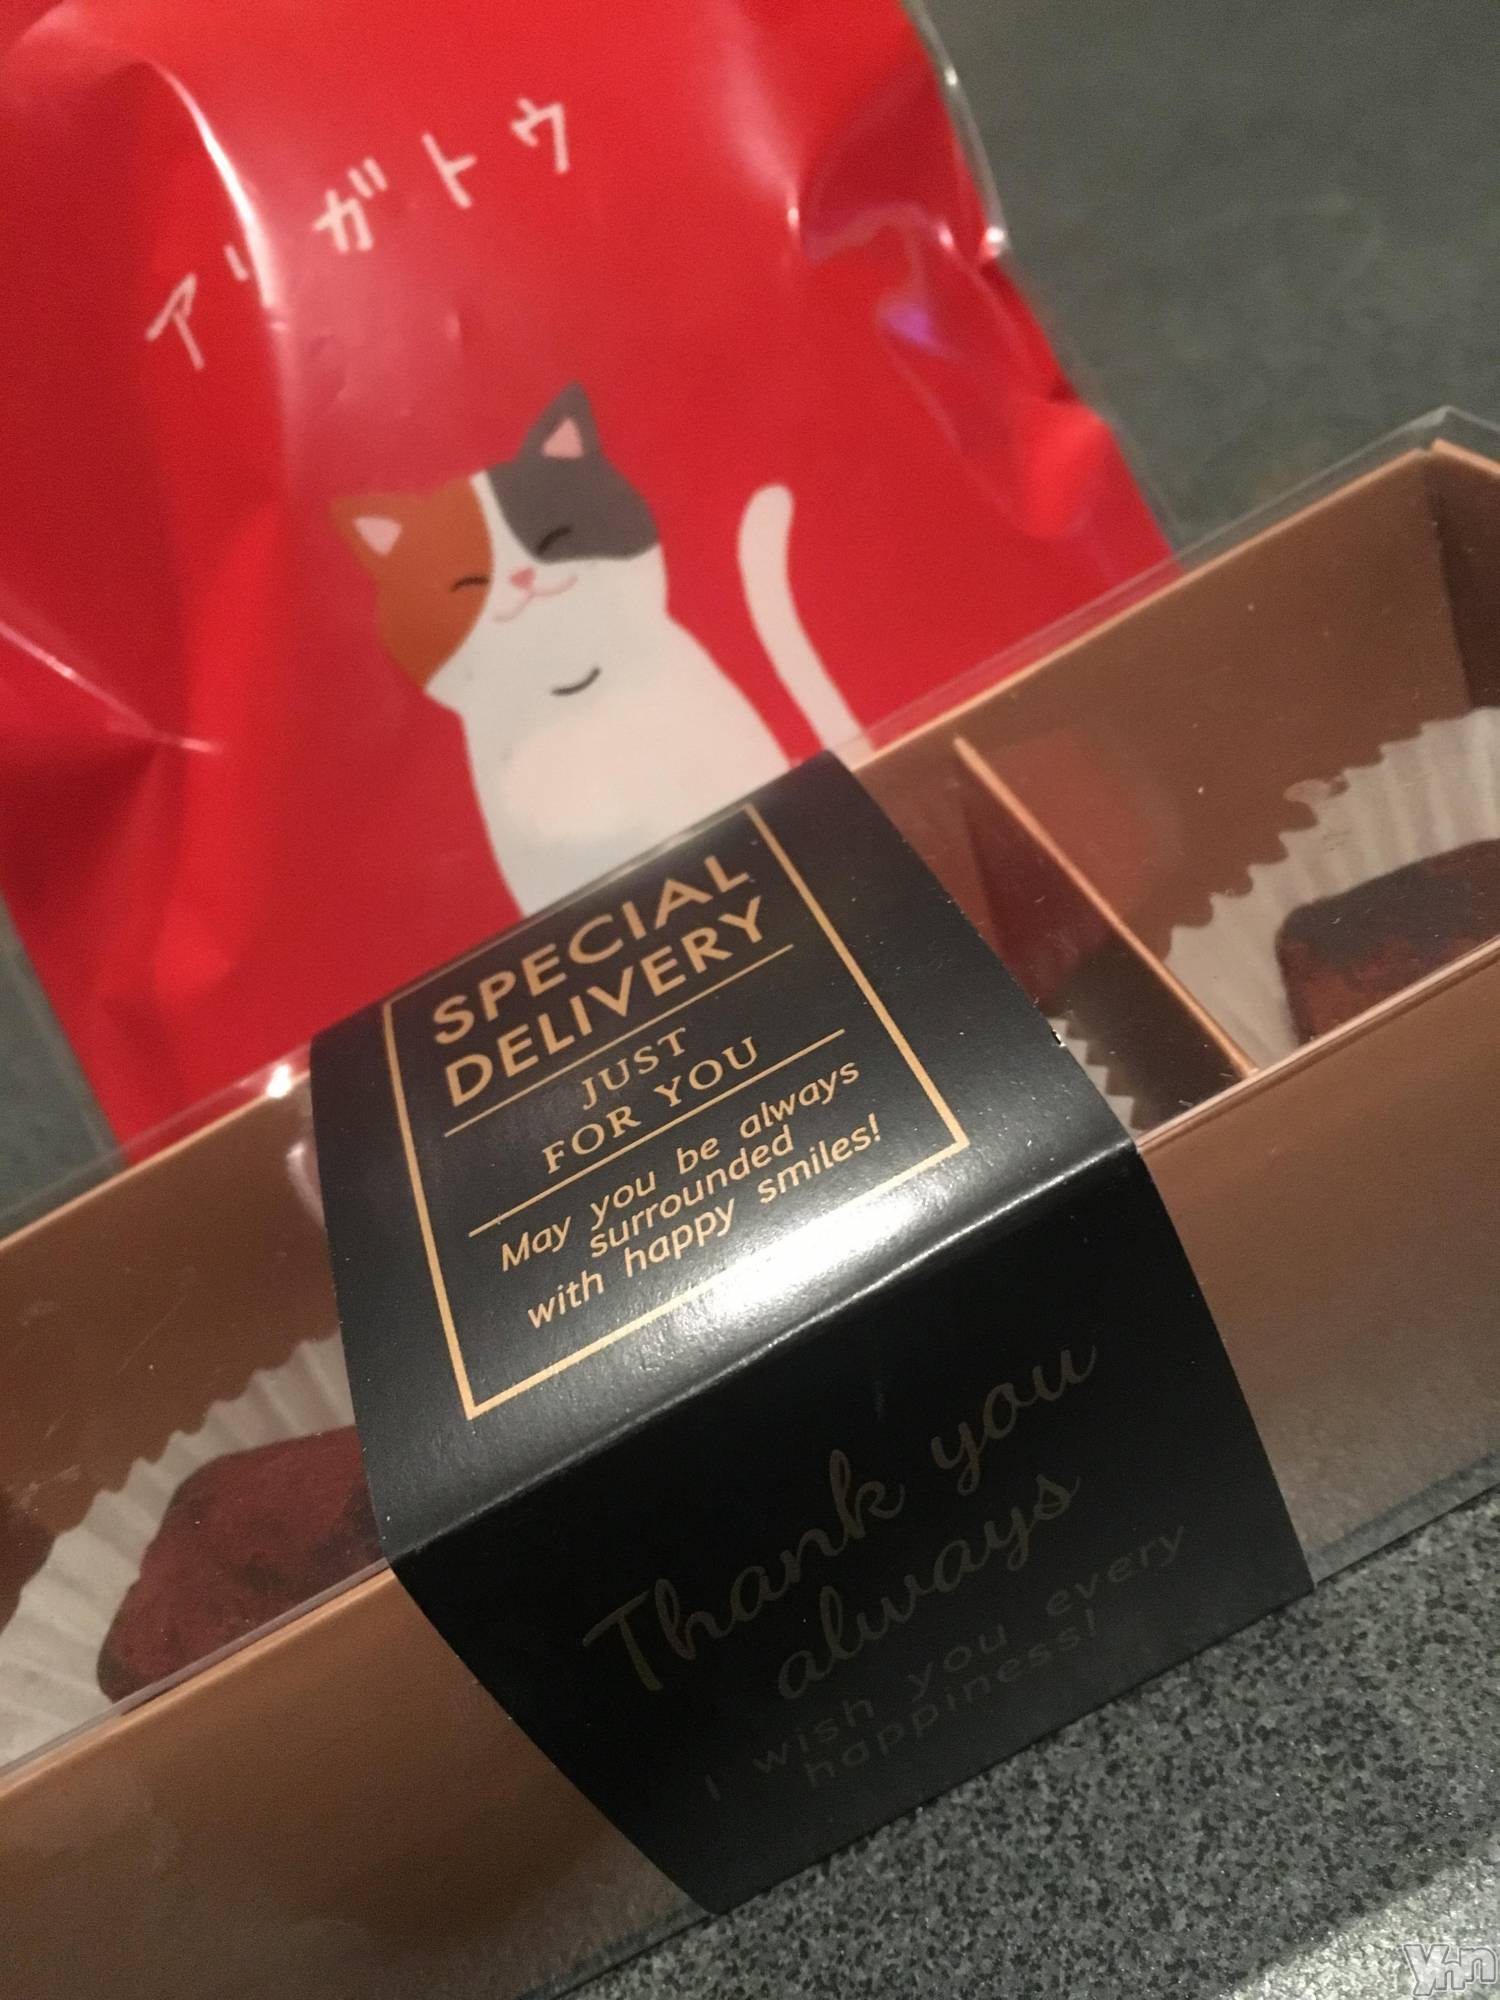 アリガトウ
SPECIAL
DELIVERY
JUST
FOR YOU
May you be always
surrounded
with happy smiles!
Thank you
always
I wish you every
happiness!
yhn